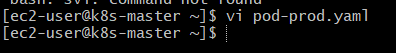 bash: svi: command not found
[ec2-user@k8s-master ~]$ vi pod-prod.yaml
[ec2-user@k8s-master ~]$